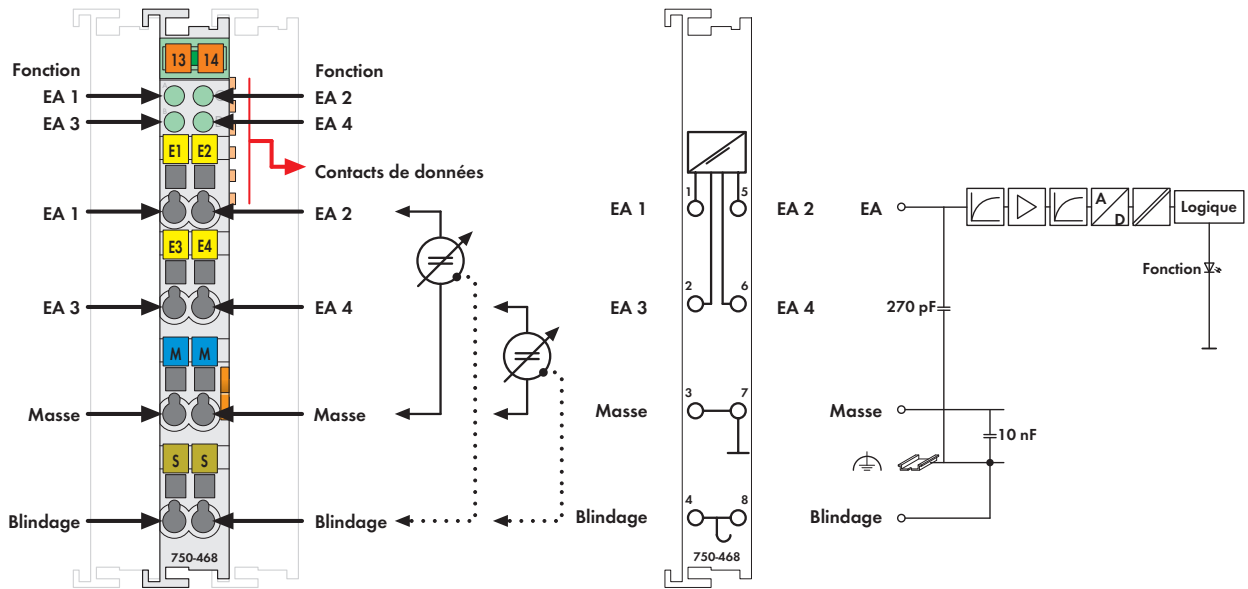 13 14
Fonction
Fonction
EA 1
EA 2
EA 3
EA 4
E1 E2
Contacts de données
EA 1
EA 2
E3 E4
EA 3
EA 4
M M
Masse
Masse
S S
Blindage
Blindage
750-468
1 5
EA 1
EA 2
2 6
EA 3
EA 4
3 7
Masse
4 8
Blindage
750-468
EA
A
D
Logique
Fonction
270 pF
Masse
10 nF
Blindage